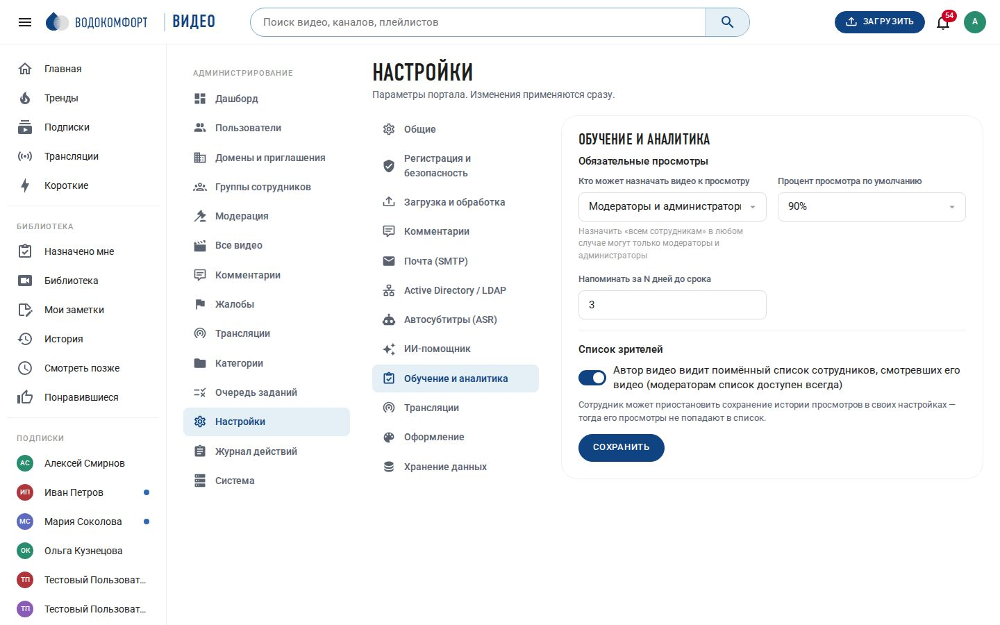 ВОДОКОМФОРТ
ВИДЕО
Поиск видео, каналов, плейлистов
ЗАГРУЗИТЬ
54
A
Главная
Тренды
Подписки
Трансляции
Короткие
БИБЛИОТЕКА
Назначено мне
Библиотека
Мои заметки
История
Смотреть позже
Понравившиеся
ПОДПИСКИ
АС
Алексей Смирнов
ИП
Иван Петров
МС
Мария Соколова
ОК
Ольга Кузнецова
ТП
Тестовый Пользоват...
ТП
Тестовый Пользоват...
АДМИНИСТРИРОВАНИЕ
Дашборд
Пользователи
Домены и приглашения
Группы сотрудников
Модерация
Все видео
Комментарии
Жалобы
Трансляции
Категории
Очередь заданий
Настройки
Журнал действий
Система
НАСТРОЙКИ
Параметры портала. Изменения применяются сразу.
Общие
Регистрация и
безопасность
Загрузка и обработка
Комментарии
Почта (SMTP)
Active Directory / LDAP
Автосубтитры (ASR)
ИИ-помощник
Обучение и аналитика
Трансляции
Оформление
Хранение данных
ОБУЧЕНИЕ И АНАЛИТИКА
Обязательные просмотры
Кто может назначать видео к просмотру
Модераторы и администратор
Назначить «всем сотрудникам» в любом
случае могут только модераторы и
администраторы
Процент просмотра по умолчанию
90%
Напоминать за N дней до срока
3
Список зрителей
Автор видео видит поимённый список сотрудников, смотревших его
видео (модераторам список доступен всегда)
Сотрудник может приостановить сохранение истории просмотров в своих настройках —
тогда его просмотры не попадают в список.
СОХРАНИТЬ